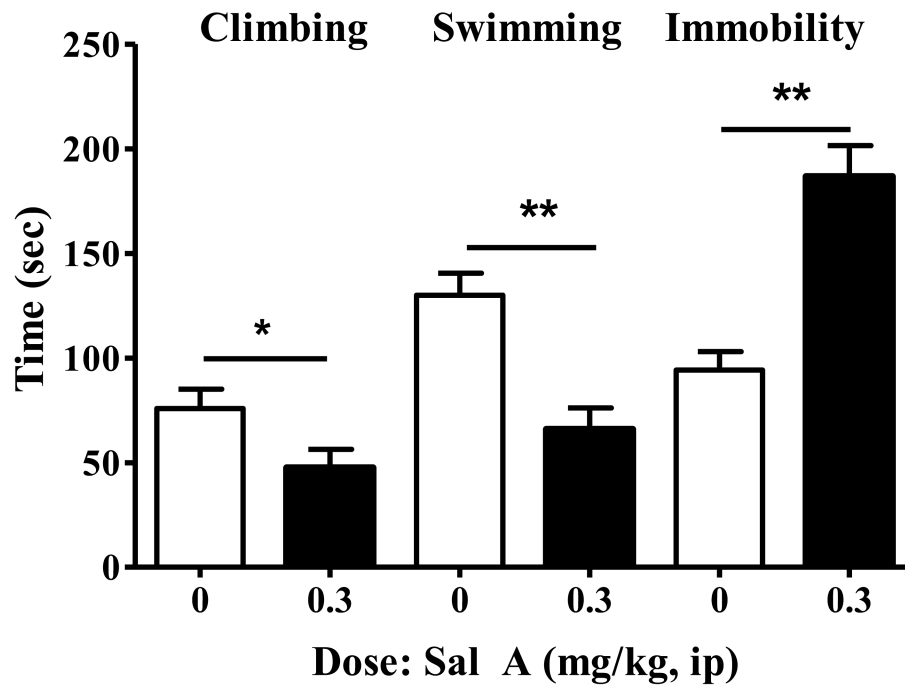 Climbing Swimming Immobility
250
200
150
100
50
0
Time (sec)
*
**
**
0 0.3 0 0.3 0 0.3
Dose: Sal A (mg/kg, ip)